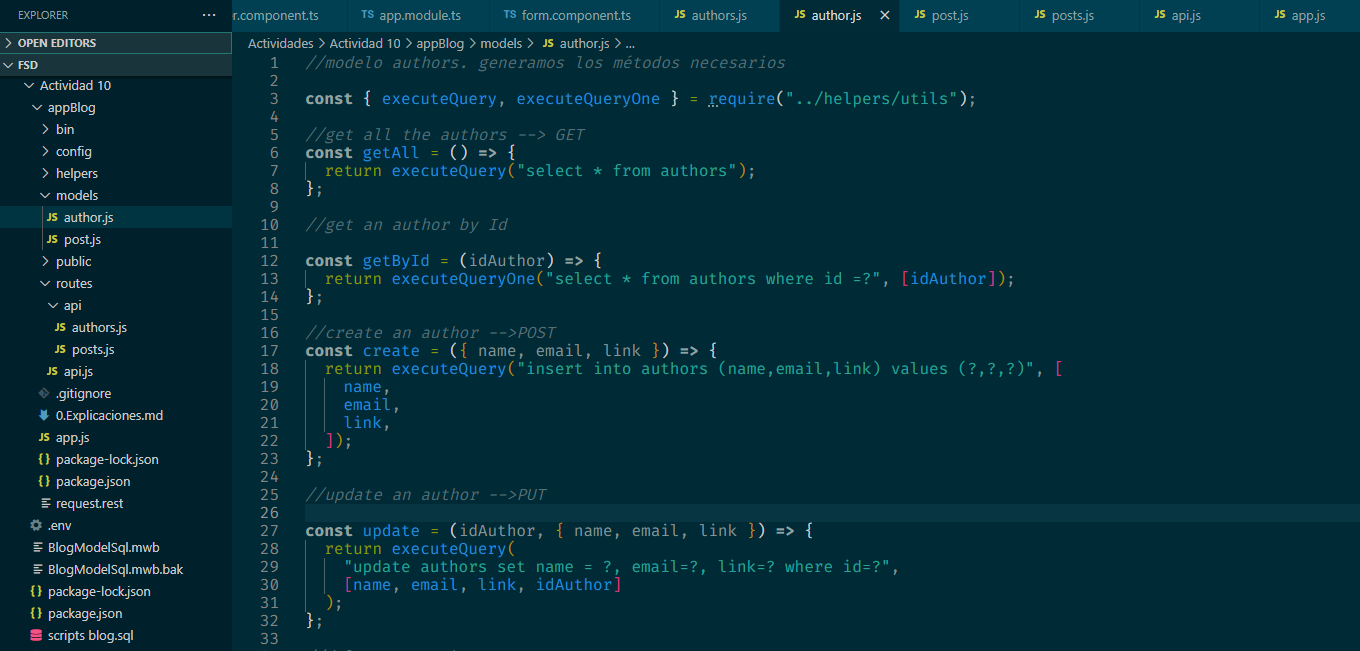 EXPLORER ...
r.component.ts TS app.module.ts TS form.component.ts JS authors.js JS author.js × JS post.js JS posts.js JS api.js JS app.js
OPEN EDITORS
FSD
Actividad 10
appBlog
bin
config
helpers
models
JS author.js
JS post.js
public
routes
api
JS authors.js
JS posts.js
JS api.js
.gitignore
0.Explicaciones.md
JS app.js
{} package-lock.json
{} package.json
request.rest
.env
BlogModelSql.mwb
BlogModelSql.mwb.bak
{} package-lock.json
{} package.json
scripts blog.sql
Actividades > Actividad 10 > appBlog > models > JS author.js > ...
1 //modelo authors. generamos los métodos necesarios
2
3 const { executeQuery, executeQueryOne } = require("../helpers/utils");
4
5 //get all the authors --> GET
6 const getAll = () => {
7 return executeQuery("select * from authors");
8 };
9
10 //get an author by Id
11
12 const getById = (idAuthor) => {
13 return executeQueryOne("select * from authors where id =?", [idAuthor]);
14 };
15
16 //create an author -->POST
17 const create = ({ name, email, link }) => {
18 return executeQuery("insert into authors (name,email,link) values (?,?,?)", [
19 name,
20 email,
21 link,
22 ]);
23 };
24
25 //update an author -->PUT
26
27 const update = (idAuthor, { name, email, link }) => {
28 return executeQuery(
29 "update authors set name = ?, email=?, link=? where id=?",
30 [name, email, link, idAuthor]
31 );
32 };
33